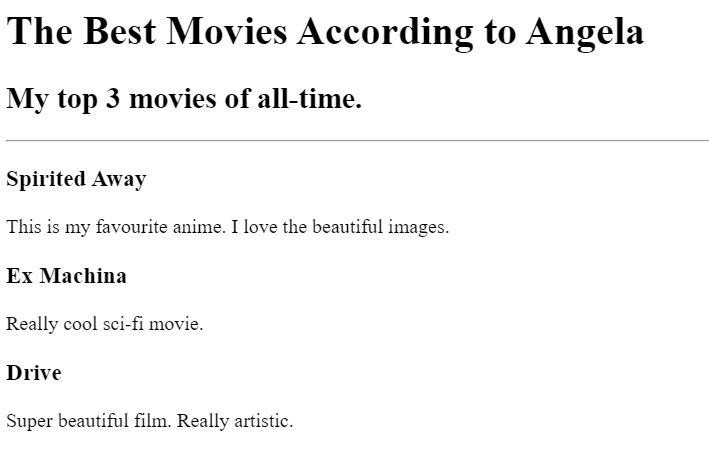 The Best Movies According to Angela
My top 3 movies of all-time.
Spirited Away
This is my favourite anime. I love the beautiful images.
Ex Machina
Really cool sci-fi movie.
Drive
Super beautiful film. Really artistic.